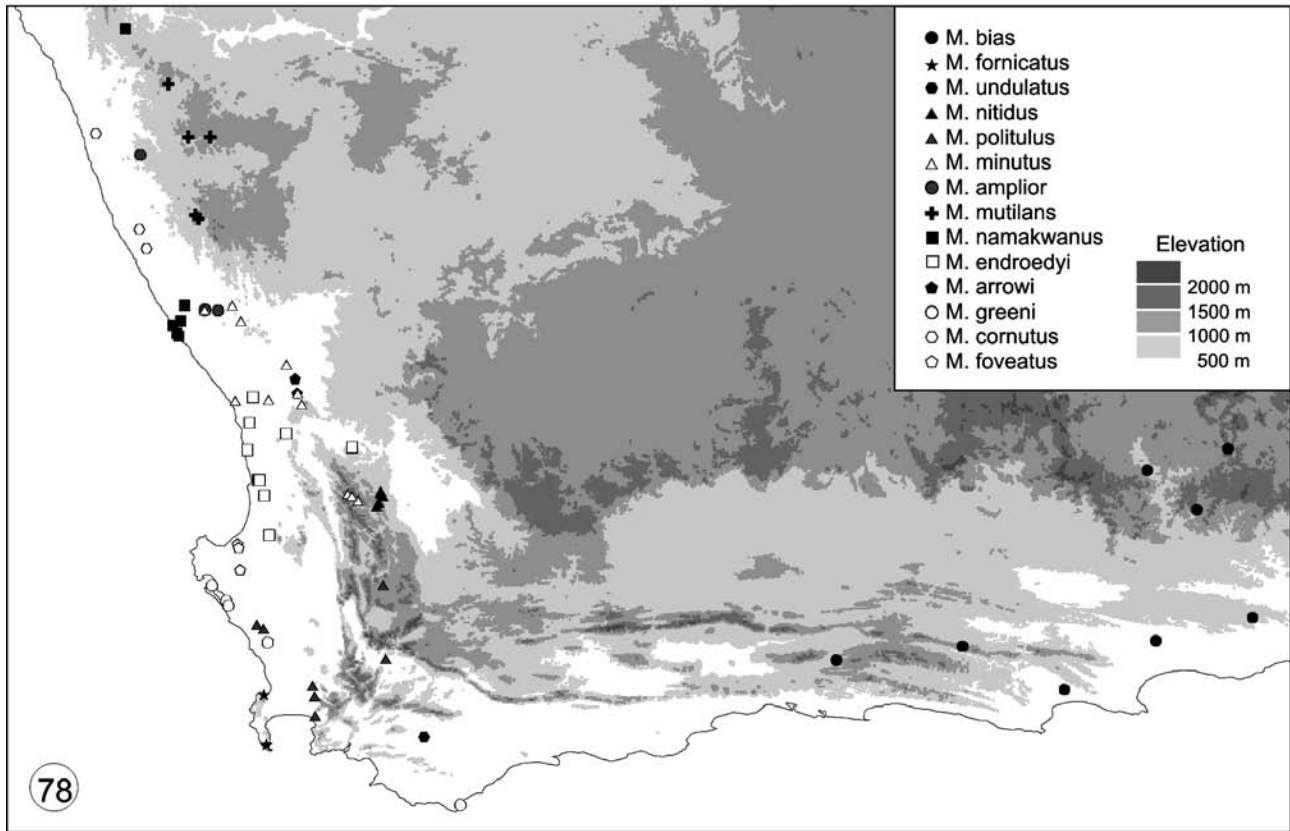 M. bias
M. fornicatus
M. undulatus
M. nitidus
M. politulus
M. minutus
M. amplior
M. mutilans
M. namakwanus
M. endroedyi
M. arrowi
M. greeni
M. cornutus
M. foveatus
Elevation
2000 m
1500 m
1000 m
500 m
78